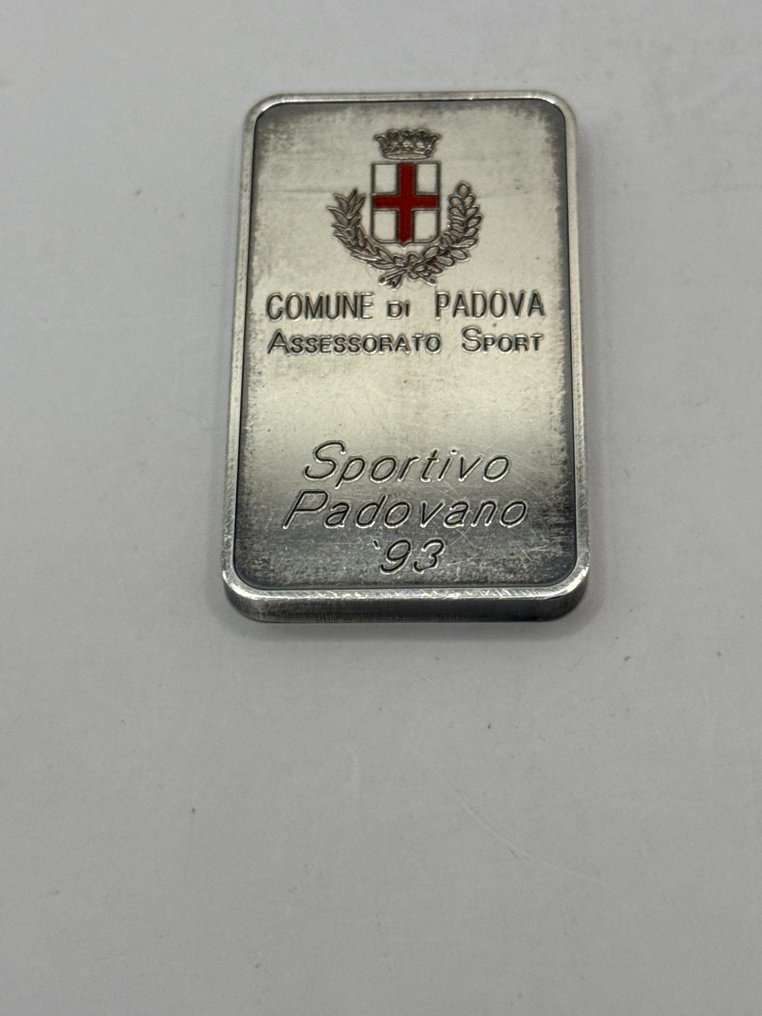 COMUNE DI PADOVA
ASSESSORATO SPORT
Sportivo
Padovano
'93